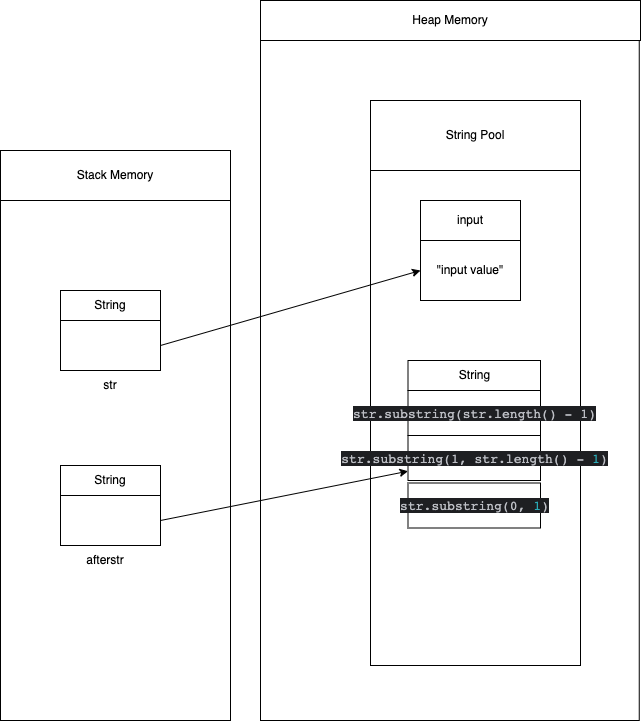 Heap Memory
String Pool
Stack Memory
input
"input value"
String
str
String
str.substring(str.length() - 1)
str.substring(1, str.length() - 1)
String
str.substring(0, 1)
afterstr